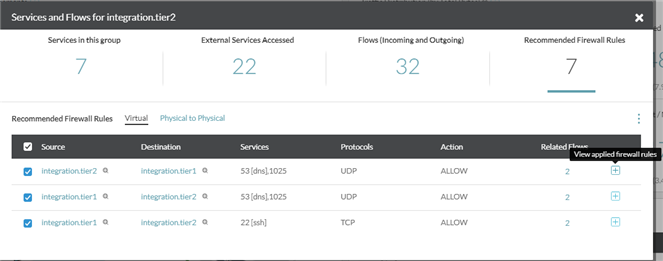 Services and Flows for integration.tier2
Services in this group
External Services Accessed
Flows (Incoming and Outgoing)
Recommended Firewall Rules
7
22
32
7
Recommended Firewall Rules Virtual Physical to Physical
Source Destination Services Protocols Action Related Flows
View applied firewall rules
integration.tier2 integration.tier1 53 [dns],1025 UDP ALLOW 2
integration.tier1 integration.tier2 53 [dns],1025 UDP ALLOW 2
integration.tier1 integration.tier2 22 [ssh] TCP ALLOW 2